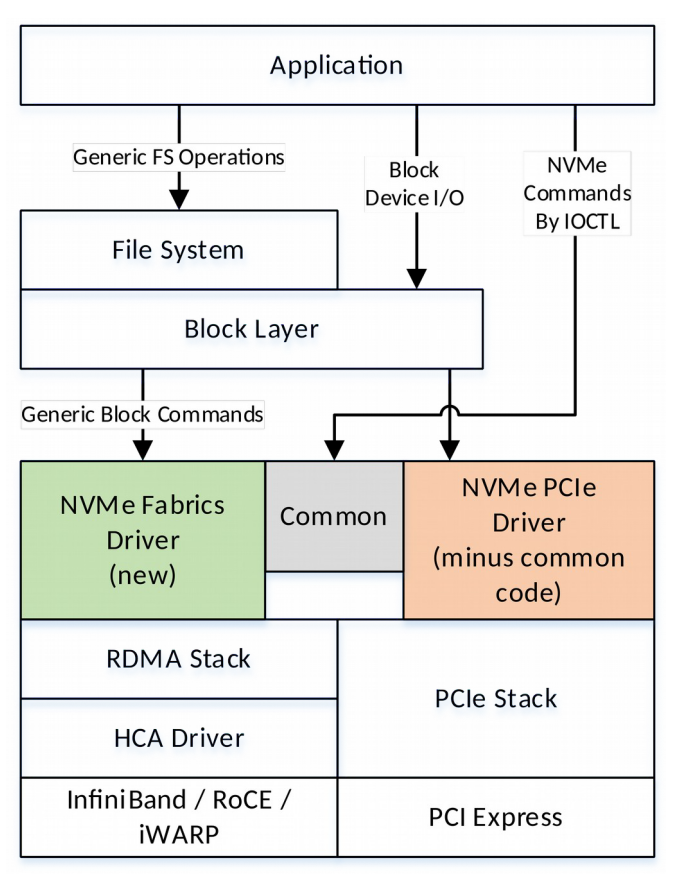 Application
Generic FS Operations
Block
Device I/O
NVMe
Commands
By IOCTL
File System
Block Layer
Generic Block Commands
NVMe Fabrics
Driver
(new)
Common
NVMe PCIe
Driver
(minus common
code)
RDMA Stack
PCIe Stack
HCA Driver
InfiniBand / RoCE /
iWARP
PCI Express